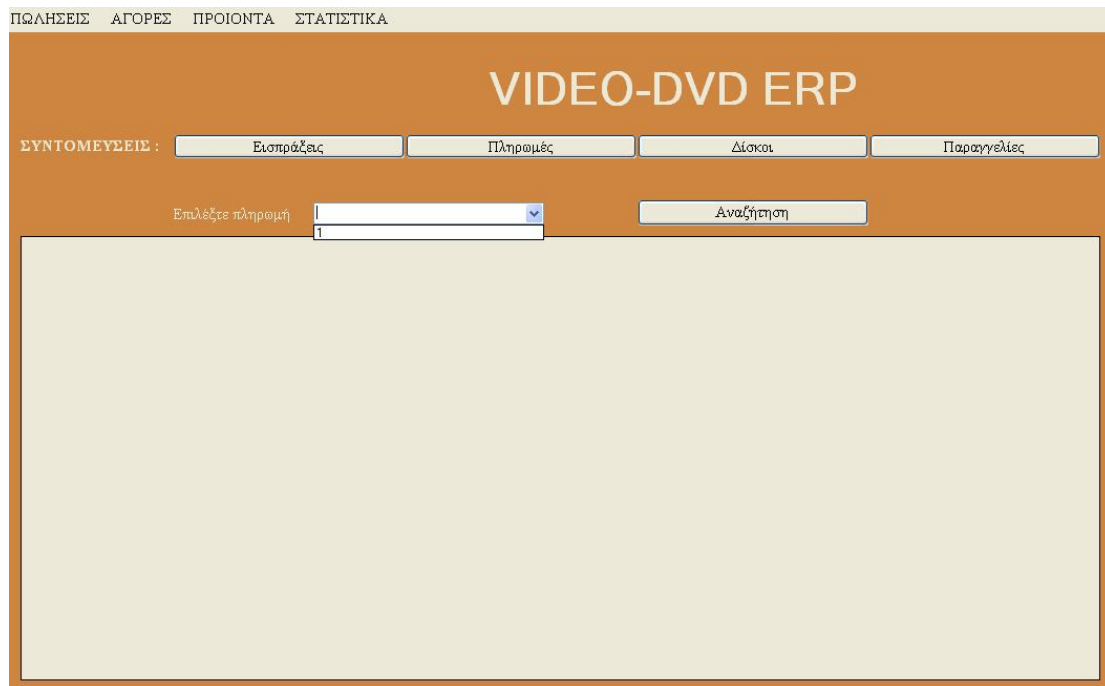 ΠΩΛΗΣΕΙΣ ΑΓΟΡΕΣ ΠΡΟΙΟΝΤΑ ΣΤΑΤΙΣΤΙΚΑ
VIDEO-DVD ERP
ΣΥΝΤΟΜΕΥΣΕΙΣ : Εισπράξεις Πληρωμές Δίσκοι Παραγγελίες
Επιλέξτε πληρωμή Αναζήτηση
1